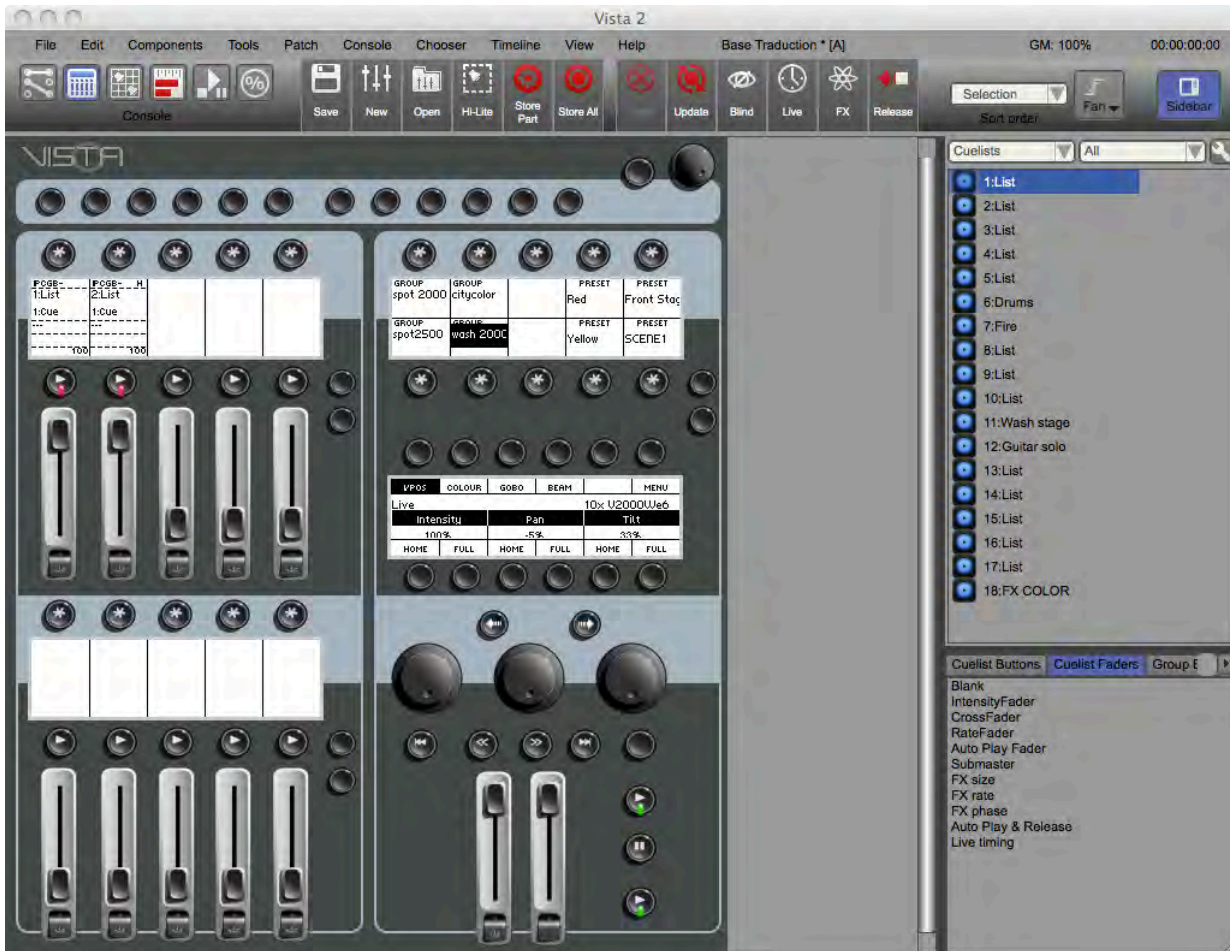 Vista 2
File Edit Components Tools Patch Console Chooser Timeline View Help Base Traduction * [A] GM: 100% 00:00:00:00
Console
Save New Open Hi-Lite Store Part Store All Update Blind Live FX Release
Selection
Sort order
Fan
Sidebar
VISTA
PCGB- PCGB- H
1:List 2:List
1:Cue 1:Cue
--- ---
100 100
GROUP GROUP PRESET PRESET
spot 2000 citycolor Red Front Stag
GROUP GROUP PRESET PRESET
spot2500 wash 200 Yellow SCENE1
I/POS COLOUR GOBO BEAM MENU
Live 10x V2000We6
Intensity Pan Tilt
100% -5% 33%
HOME FULL HOME FULL HOME FULL
Cuelists All
1:List
2:List
3:List
4:List
5:List
6:Drums
7:Fire
8:List
9:List
10:List
11:Wash stage
12:Guitar solo
13:List
14:List
15:List
16:List
17:List
18:FX COLOR
Cuelist Buttons Cuelist Faders Group
Blank
IntensityFader
CrossFader
RateFader
Auto Play Fader
Submaster
FX size
FX rate
FX phase
Auto Play & Release
Live timing